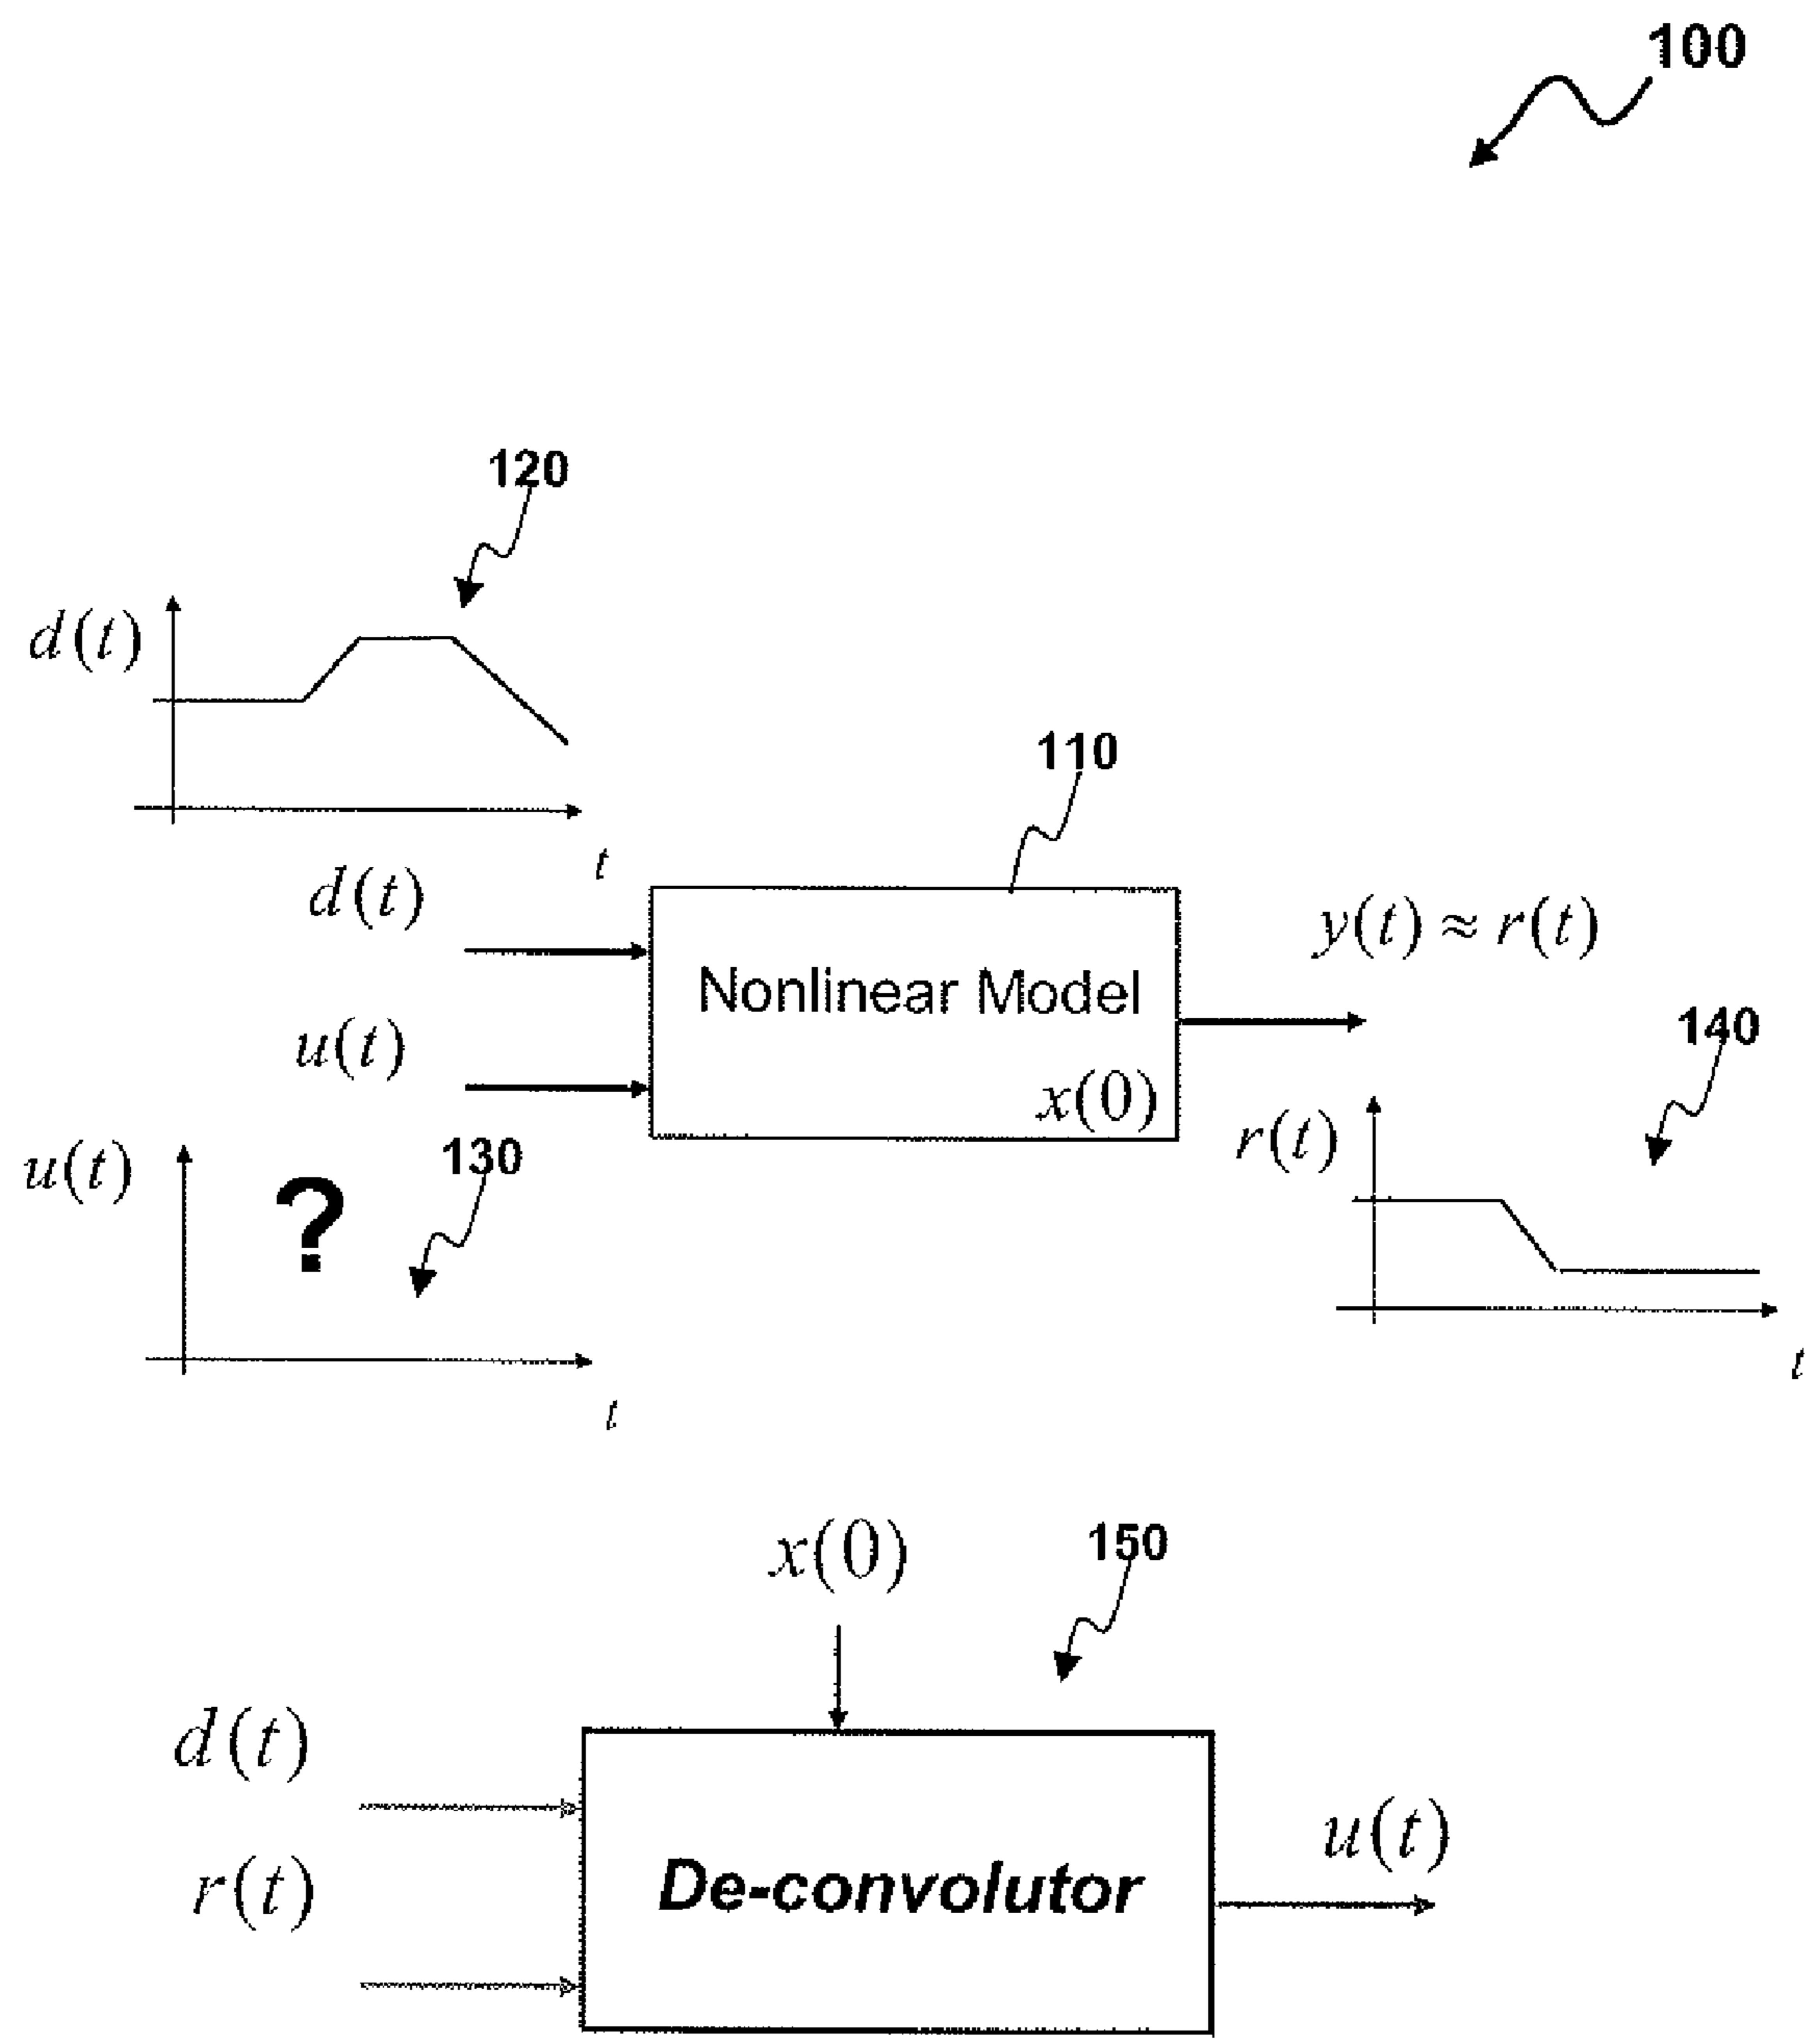 100
120
d(t)
110
t
d(t)
y(t) ≈ r(t)
Nonlinear Model
140
u(t)
x(0)
r(t)
130
u(t)
?
t
t
x(0)
150
d(t)
u(t)
r(t)
De-convolutor